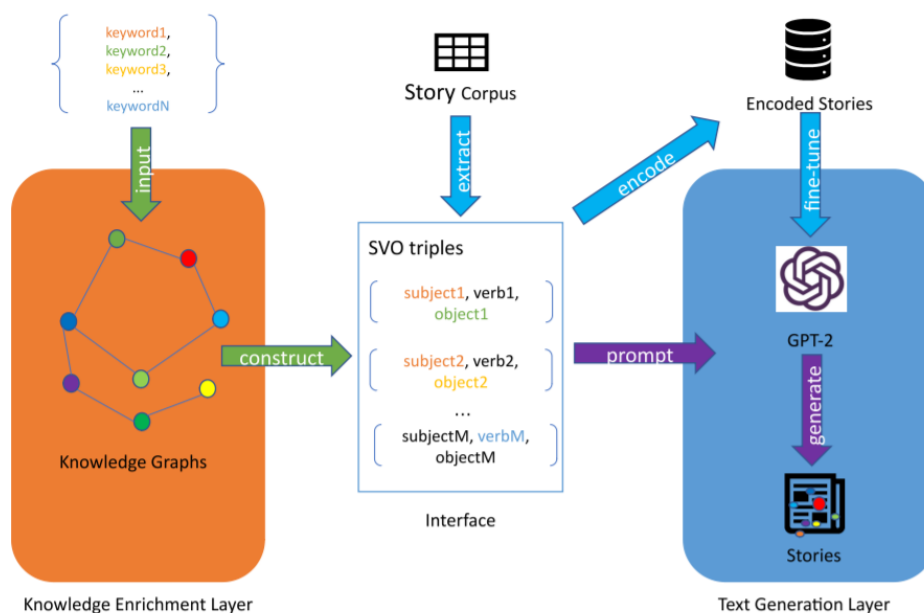 keyword1,
keyword2,
keyword3,
...
keywordN
input
Knowledge Graphs
Knowledge Enrichment Layer
construct
Story Corpus
extract
SVO triples
subject1, verb1,
object1
subject2, verb2,
object2
...
subjectM, verbM,
objectM
Interface
encode
prompt
Encoded Stories
fine-tune
GPT-2
generate
Stories
Text Generation Layer